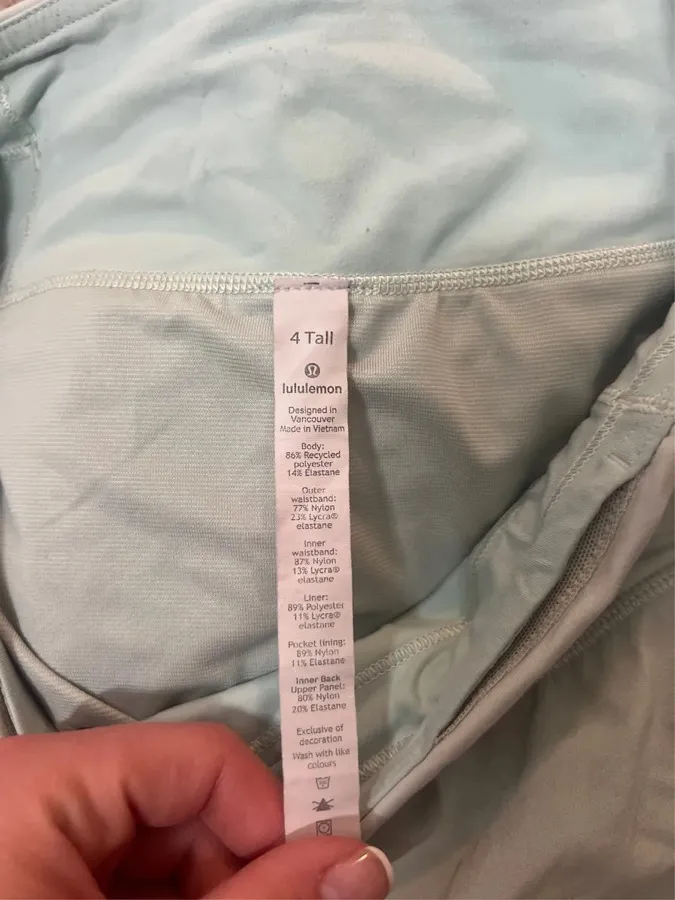 4 Tall
lululemon
Designed in
Vancouver
Made in Vietnam
Body:
86% Recycled
polyester
14% Elastane
Outer
waistband:
77% Nylon
23% Lycra®
elastane
Inner
waistband:
87% Nylon
13% Lycra®
elastane
Liner:
89% Polyester
11% Lycra®
elastane
Pocket lining:
89% Nylon
11% Elastane
Inner Back
Upper Panel:
80% Nylon
20% Elastane
Exclusive of
decoration
Wash with like
colours